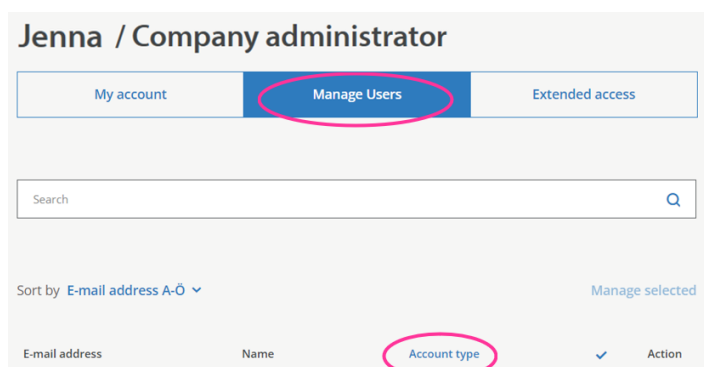 Jenna / Company administrator
My account Manage Users Extended access
Search
Sort by E-mail address A-Ö Manage selected
E-mail address Name Account type Action